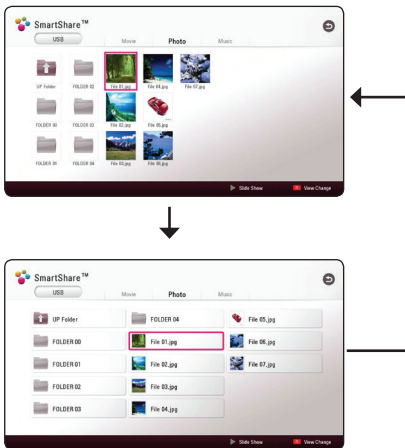 SmartShare™
USB Movie Photo Music
UP Folder FOLDER 02 File 01.jpg File 04.jpg File 07.jpg
FOLDER 00 FOLDER 03 File 02.jpg File 05.jpg
FOLDER 01 FOLDER 04 File 03.jpg File 06.jpg
Slide Show View Change
SmartShare™
USB Movie Photo Music
UP Folder FOLDER 04 File 05.jpg
FOLDER 00 File 01.jpg File 06.jpg
FOLDER 01 File 02.jpg File 07.jpg
FOLDER 02 File 03.jpg
FOLDER 03 File 04.jpg
Slide Show View Change